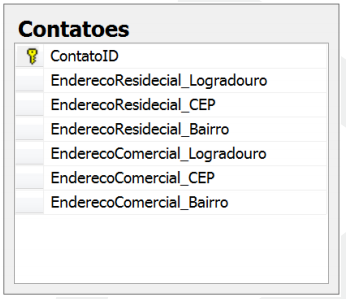 Contatoes
ContatoID
EnderecoResidecial_Logradouro
EnderecoResidecial_CEP
EnderecoResidecial_Bairro
EnderecoComercial_Logradouro
EnderecoComercial_CEP
EnderecoComercial_Bairro